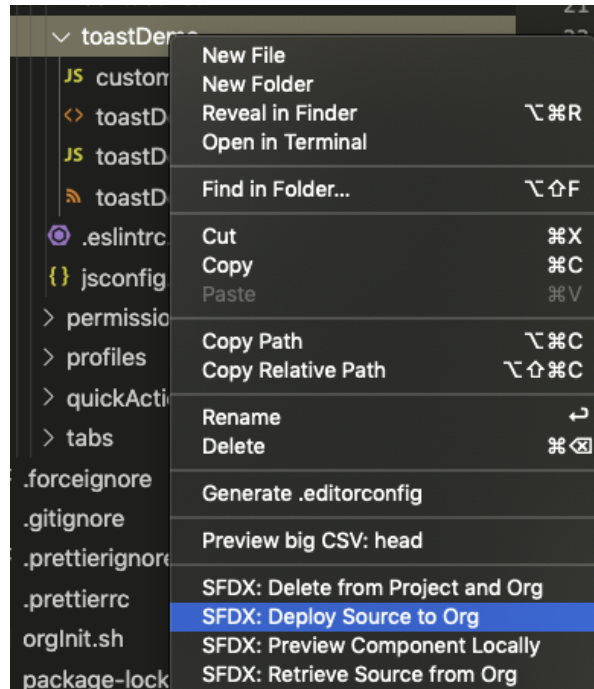 21
toastDemo
JS custom
<> toastD
JS toastD
toastD
.eslintrc
{} jsconfig
permissio
profiles
quickActi
tabs
.forceignore
.gitignore
.prettierignore
.prettierrc
orgInit.sh
package-lock
New File
New Folder
Reveal in Finder ⌥⌘R
Open in Terminal
Find in Folder... ⌥⇧F
Cut ⌘X
Copy ⌘C
Paste ⌘V
Copy Path ⌥⌘C
Copy Relative Path ⌥⇧⌘C
Rename ↩
Delete ⌘⌫
Generate .editorconfig
Preview big CSV: head
SFDX: Delete from Project and Org
SFDX: Deploy Source to Org
SFDX: Preview Component Locally
SFDX: Retrieve Source from Org